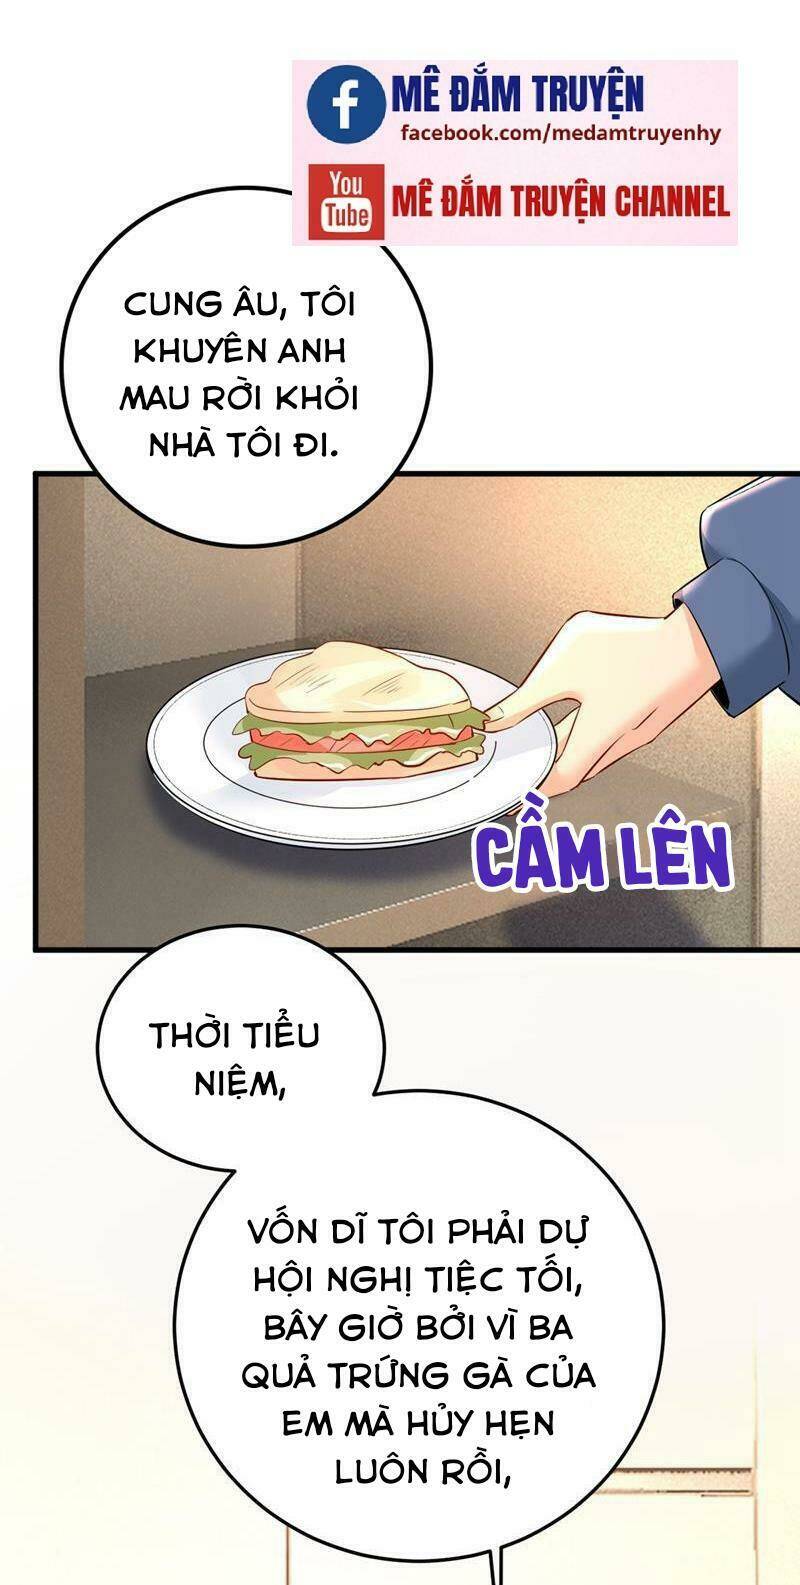 MÊ ĐẮM TRUYỆN
facebook.com/medamtruyenhy
You
Tube
MÊ ĐẮM TRUYỆN CHANNEL
CUNG ÂU, TÔI
KHUYÊN ANH
MAU RỜI KHỎI
NHÀ TÔI ĐI.
CẦM LÊN
THỜI TIỂU
NIỆM,
VỐN DĨ TÔI PHẢI DỰ
HỘI NGHỊ TIỆC TỐI,
BÂY GIỜ BỞI VÌ BA
QUẢ TRỨNG GÀ CỦA
EM MÀ HỦY HẸN
LUÔN RỒI,